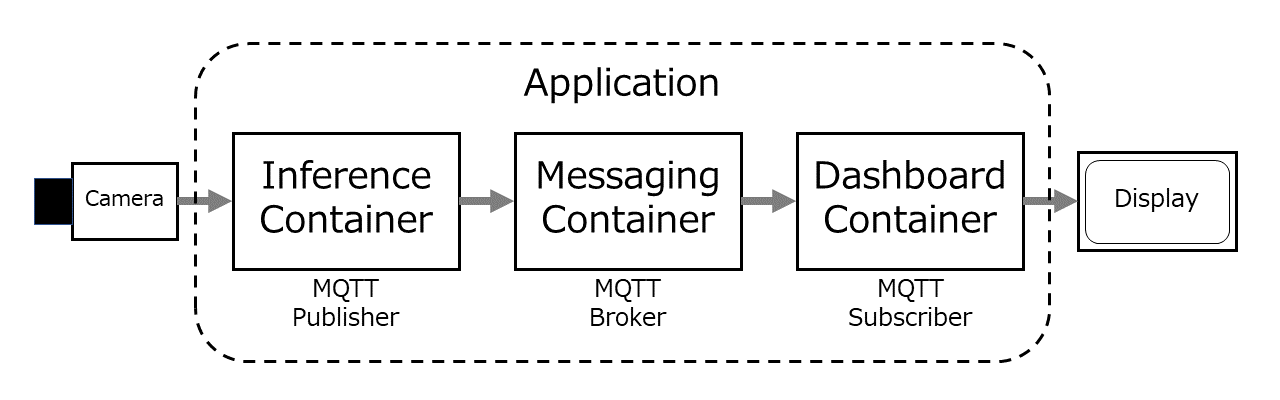 Application
Camera
Inference
Container
MQTT
Publisher
Messaging
Container
MQTT
Broker
Dashboard
Container
MQTT
Subscriber
Display